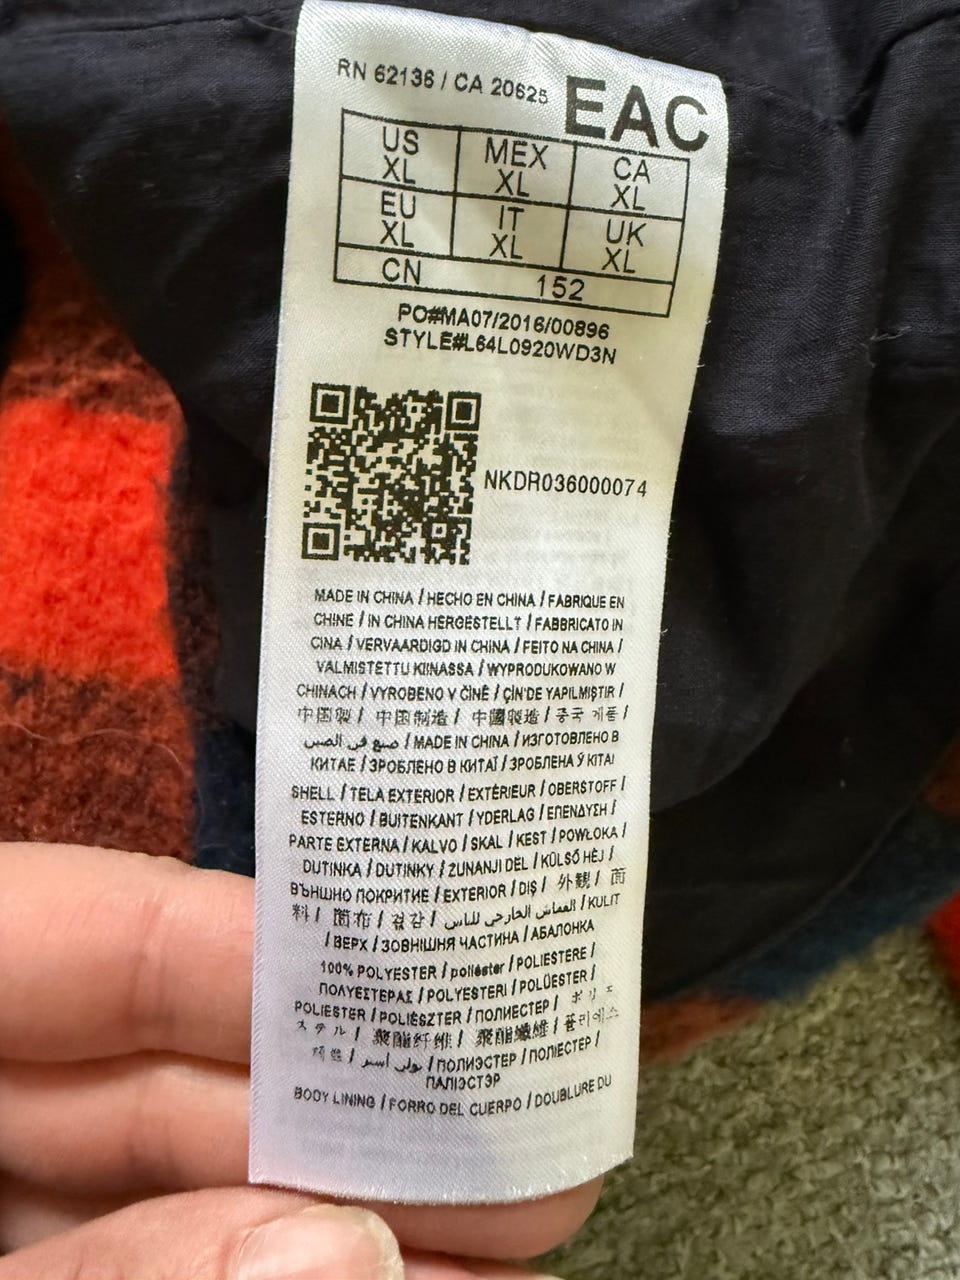 RN 62136 / CA 20625 EAC
US XL MEX XL CA XL
EU XL IT XL UK XL
CN 152
PO#MA07/2016/00896
STYLE#L64L0920WD3N
NKDR036000074
MADE IN CHINA / HECHO EN CHINA / FABRIQUE EN
CHINE / IN CHINA HERGESTELLT / FABBRICATO IN
CINA / VERVAARDIGD IN CHINA / FEITO NA CHINA /
VALMISTETTU KIINASSA / WYPRODUKOWANO W
CHINACH / VYROBENO V ČÍNĚ / ÇİN'DE YAPILMIŞTIR /
中国製 / 中国制造 / 中國製造 / 중국 제품 /
صنع في الصين / MADE IN CHINA / ИЗГОТОВЛЕНО В
КИТАЕ / ЗРОБЛЕНО В КИТАЇ / ЗРОБЛЕНА Ў КІТАІ
SHELL / TELA EXTERIOR / EXTÉRIEUR / OBERSTOFF /
ESTERNO / BUITENKANT / YDERLAG / ΕΠΕΝΔΥΣΗ /
PARTE EXTERNA / KALVO / SKAL / KEST / POWŁOKA /
DUTINKA / DUTINKY / ZUNANJI DEL / KÜLSŐ HÉJ /
ВЪНШНО ПОКРИТИЕ / EXTERIOR / DIŞ / 外観 / 面
料 / 面布 / 겉감 / القماش الخارجي للناس / KULIT
/ ВЕРХ / ЗОВНІШНЯ ЧАСТИНА / АБАЛОНКА
100% POLYESTER / poliéster / POLIESTERE /
ΠΟΛΥΕΣΤΕΡΑΣ / POLYESTERI / POLÜESTER /
POLIESTER / POLIÉSZTER / ПОЛИЕСТЕР / ポリエ
ステル / 聚酯纤维 / 聚酯纖維 / 폴리에스
테르 / بولي أستر / ПОЛИЭСТЕР / ПОЛІЕСТЕР /
ПАЛІЭСТЭР
BODY LINING / FORRO DEL CUERPO / DOUBLURE DU